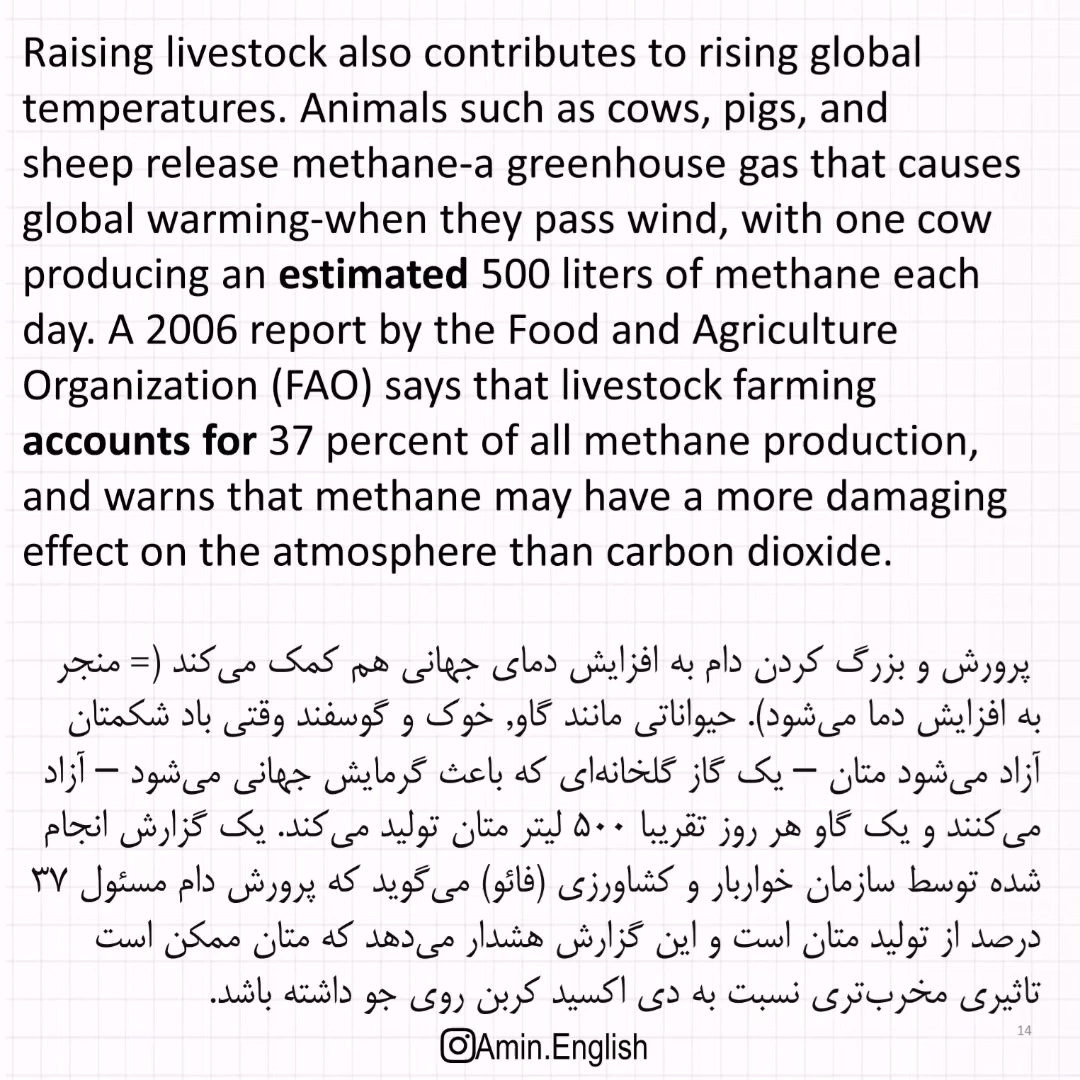 Raising livestock also contributes to rising global
temperatures. Animals such as cows, pigs, and
sheep release methane-a greenhouse gas that causes
global warming-when they pass wind, with one cow
producing an estimated 500 liters of methane each
day. A 2006 report by the Food and Agriculture
Organization (FAO) says that livestock farming
accounts for 37 percent of all methane production,
and warns that methane may have a more damaging
effect on the atmosphere than carbon dioxide.
پرورش و بزرگ کردن دام به افزایش دمای جهانی هم کمک می‌کند (= منجر
به افزایش دما می‌شود). حیواناتی مانند گاو, خوک و گوسفند وقتی باد شکمتان
آزاد می‌شود متان – یک گاز گلخانه‌ای که باعث گرمایش جهانی می‌شود – آزاد
می‌کنند و یک گاو هر روز تقریبا ۵۰۰ لیتر متان تولید می‌کند. یک گزارش انجام
شده توسط سازمان خواربار و کشاورزی (فائو) می‌گوید که پرورش دام مسئول ۳۷
درصد از تولید متان است و این گزارش هشدار می‌دهد که متان ممکن است
تاثیری مخرب‌تری نسبت به دی اکسید کربن روی جو داشته باشد.
14
Amin.English